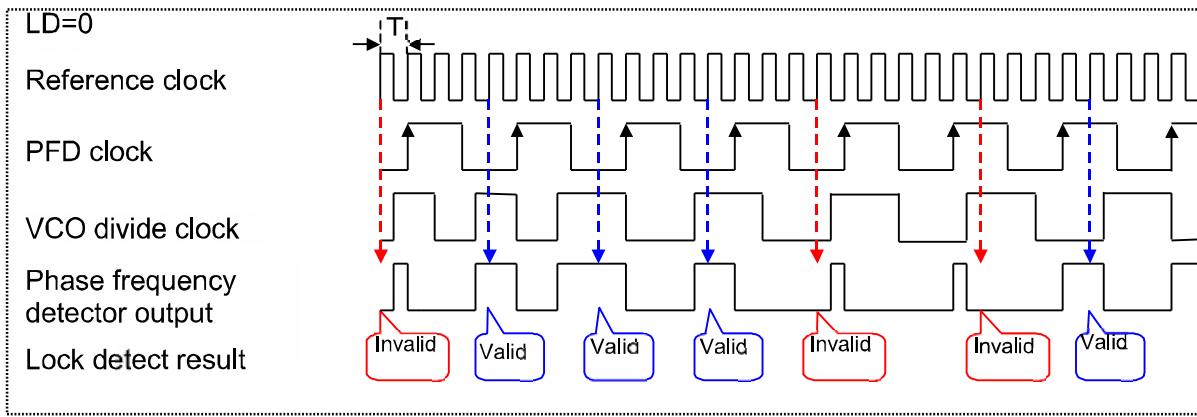 LD=0
T
Reference clock
PFD clock
VCO divide clock
Phase frequency
detector output
Lock detect result
Invalid
Valid
Valid
Valid
Invalid
Invalid
Valid